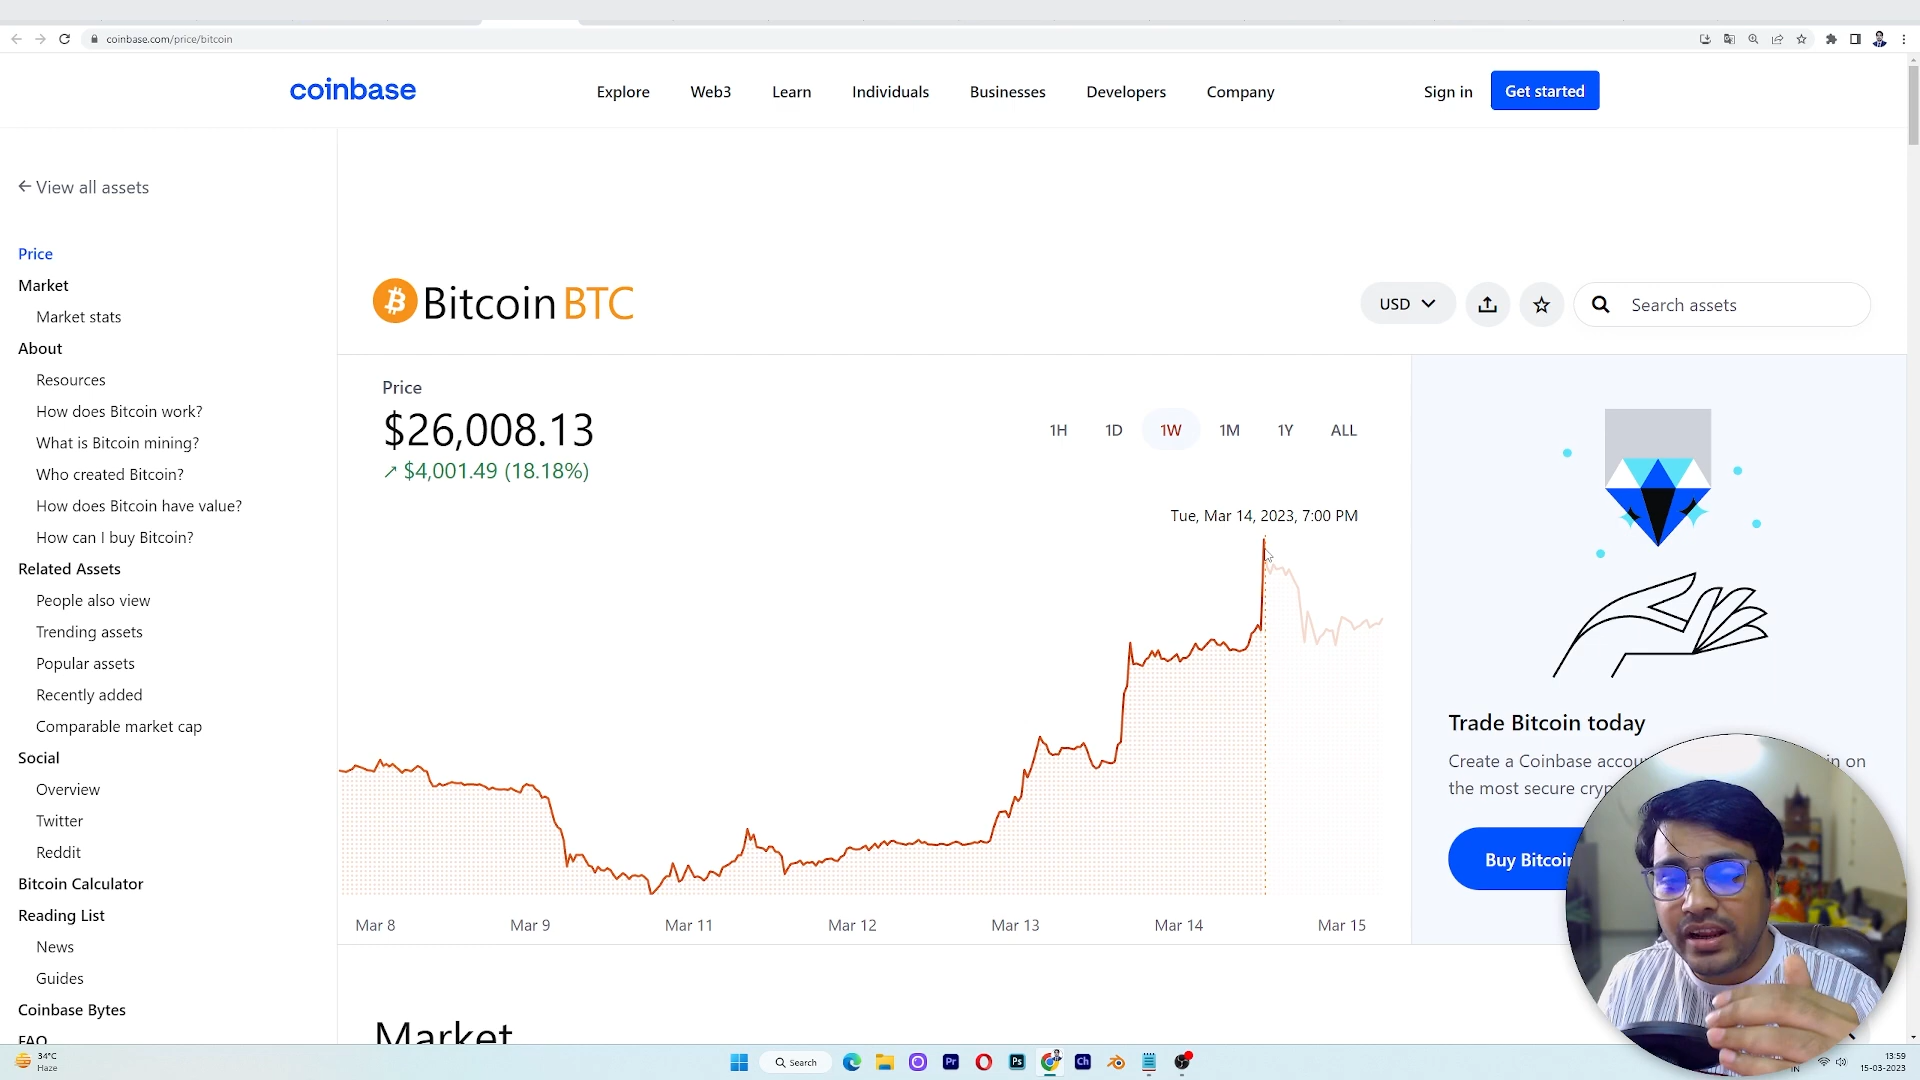 coinbase.com/price/bitcoin
coinbase
Explore
Web3
Learn
Individuals
Businesses
Developers
Company
Sign in
Get started
← View all assets
Price
Market
Market stats
About
Resources
How does Bitcoin work?
What is Bitcoin mining?
Who created Bitcoin?
How does Bitcoin have value?
How can I buy Bitcoin?
Related Assets
People also view
Trending assets
Popular assets
Recently added
Comparable market cap
Social
Overview
Twitter
Reddit
Bitcoin Calculator
Reading List
News
Guides
Coinbase Bytes
FAQ
Bitcoin BTC
USD
Search assets
Price
$26,008.13
↗ $4,001.49 (18.18%)
1H
1D
1W
1M
1Y
ALL
Tue, Mar 14, 2023, 7:00 PM
Mar 8
Mar 9
Mar 11
Mar 12
Mar 13
Mar 14
Mar 15
Trade Bitcoin today
Create a Coinbase on
the most secure
Buy
Market
34°C
Haze
Search
Pr
Ps
Ch
IN
13:59
15-03-2023